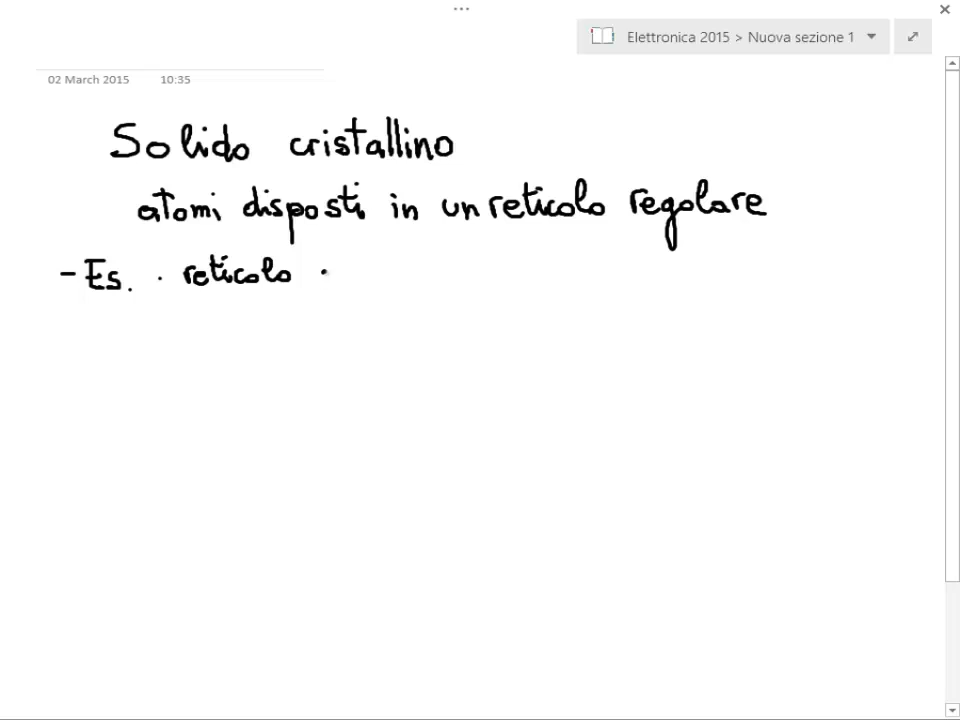 Elettronica 2015 > Nuova sezione 1
02 March 2015 10:35
Solido cristallino
atomi disposti in un reticolo regolare
- Es. · reticolo ·